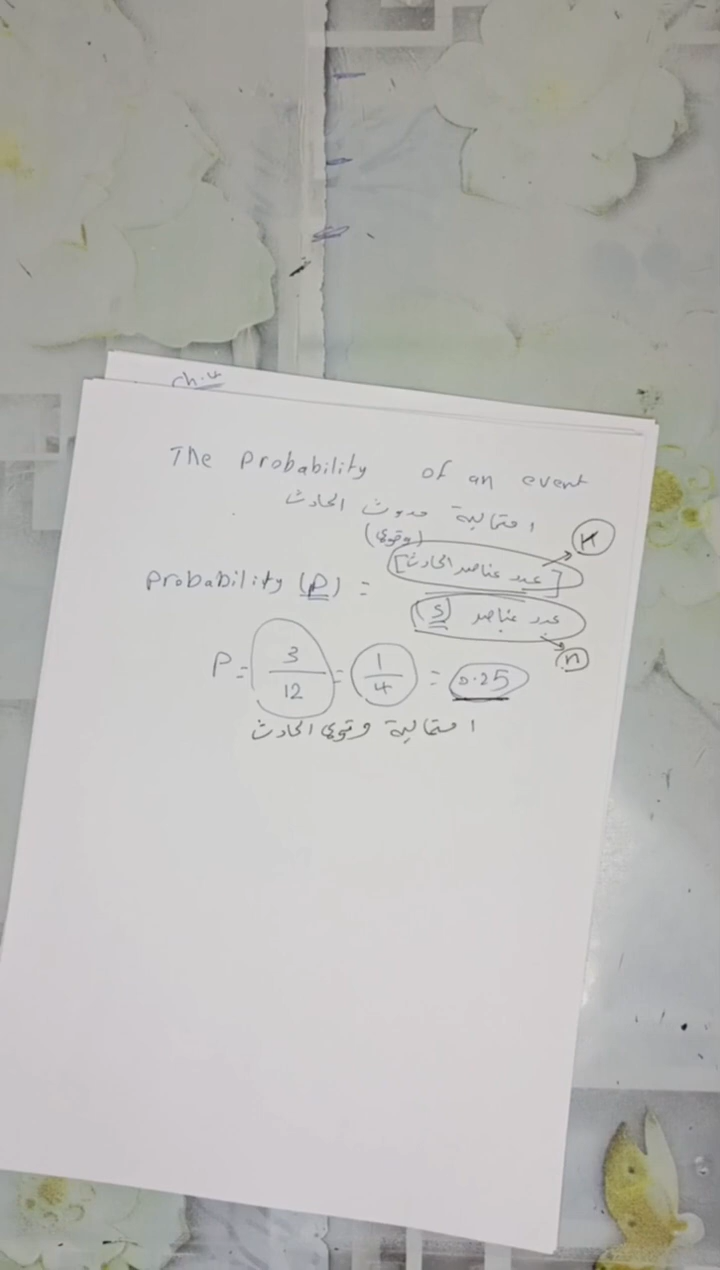 ch.4
The probability of an event
احتمالية حدوث الحادث
(وقوع)
probability (P) = [عدد عناصر الحادث] / عدد عناصر (S)
n
P = 3/12 = 1/4 = 0.25
احتمالية وقوع الحادث